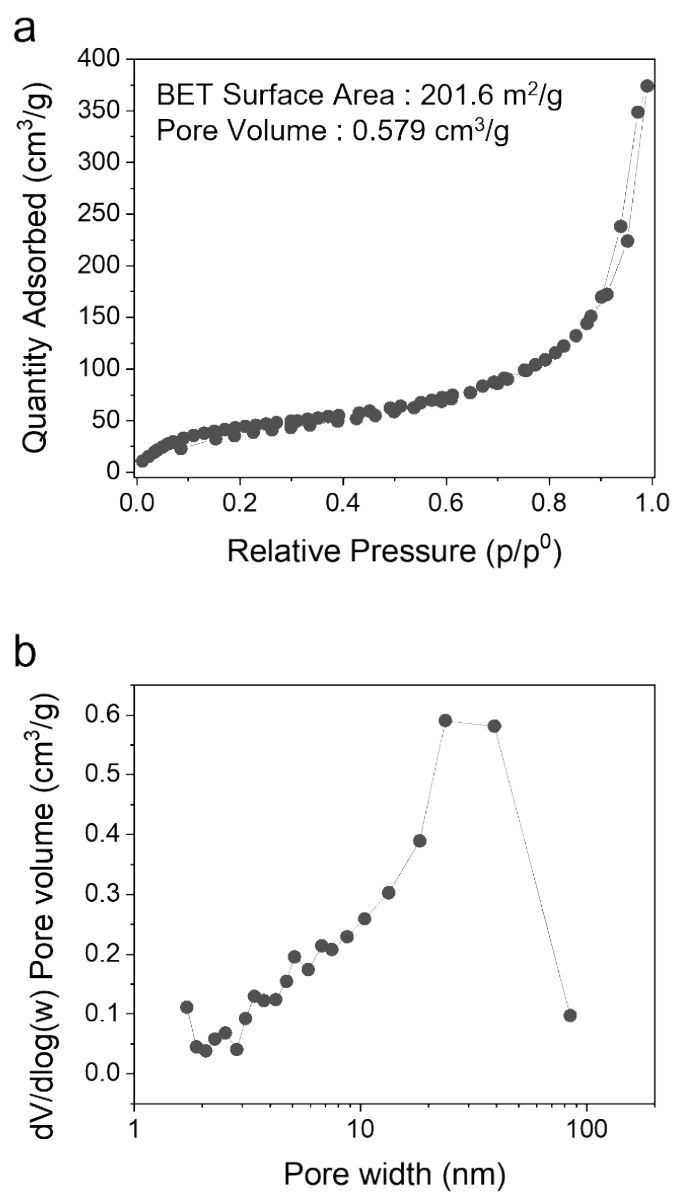 a
Quantity Adsorbed (cm³/g)
400
350
300
250
200
150
100
50
0
BET Surface Area : 201.6 m²/g
Pore Volume : 0.579 cm³/g
0.0 0.2 0.4 0.6 0.8 1.0
Relative Pressure (p/p⁰)
b
dV/dlog(w) Pore volume (cm³/g)
0.6
0.5
0.4
0.3
0.2
0.1
0.0
1 10 100
Pore width (nm)